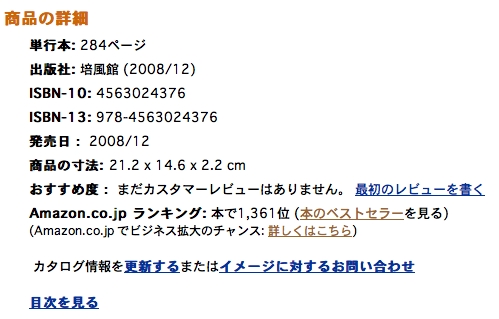 商品の詳細
単行本: 284ページ
出版社: 培風館 (2008/12)
ISBN-10: 4563024376
ISBN-13: 978-4563024376
発売日： 2008/12
商品の寸法: 21.2 x 14.6 x 2.2 cm
おすすめ度： まだカスタマーレビューはありません。 最初のレビューを書く
Amazon.co.jp ランキング: 本で1,361位 (本のベストセラーを見る)
(Amazon.co.jp でビジネス拡大のチャンス: 詳しくはこちら)
カタログ情報を更新するまたはイメージに対するお問い合わせ
目次を見る